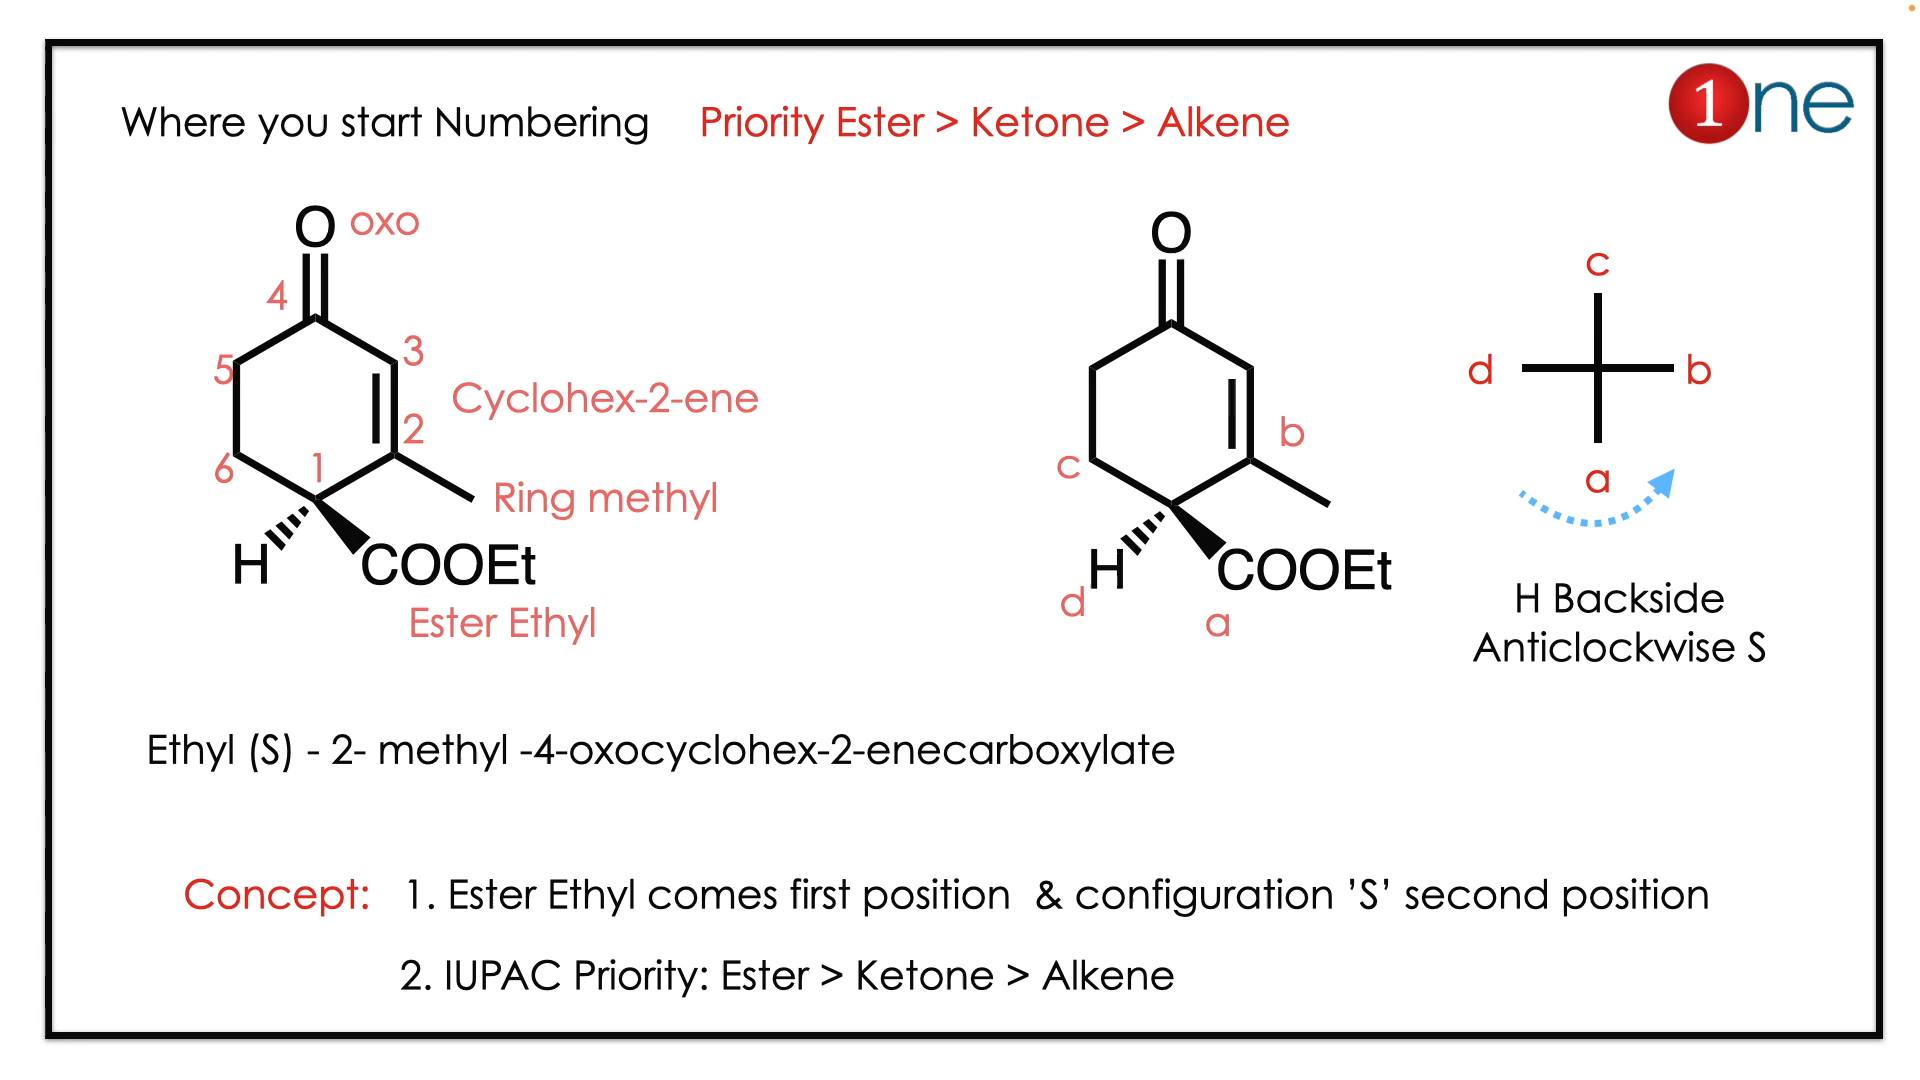 Where you start Numbering Priority Ester > Ketone > Alkene
1ne
O oxo
4
3
5
Cyclohex-2-ene
2
6
1
Ring methyl
H
COOEt
Ester Ethyl
O
b
c
H
COOEt
d
a
c
d
b
a
H Backside
Anticlockwise S
Ethyl (S) - 2- methyl -4-oxocyclohex-2-enecarboxylate
Concept: 1. Ester Ethyl comes first position & configuration ’S’ second position
2. IUPAC Priority: Ester > Ketone > Alkene